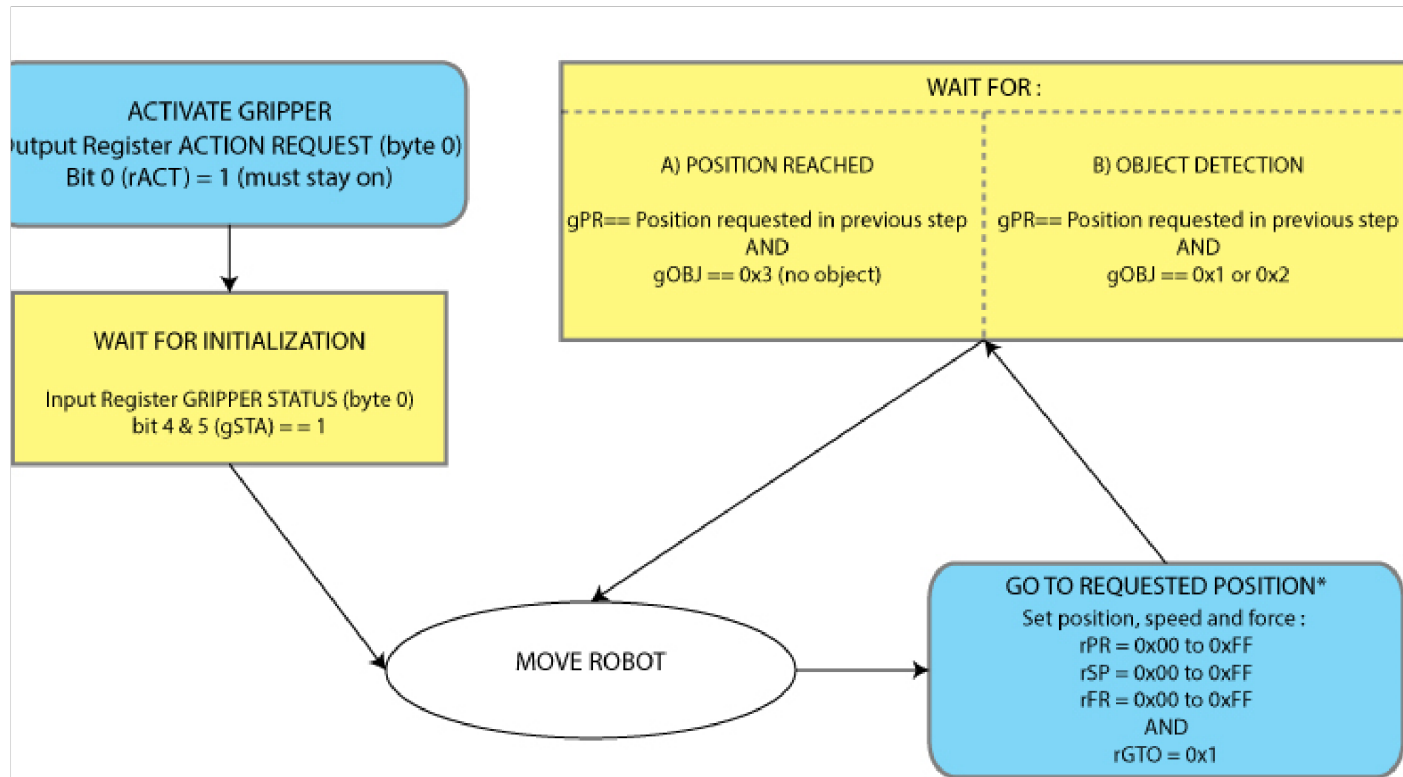 ACTIVATE GRIPPER
utput Register ACTION REQUEST (byte 0)
Bit 0 (rACT) = 1 (must stay on)
WAIT FOR INITIALIZATION
Input Register GRIPPER STATUS (byte 0)
bit 4 & 5 (gSTA) = = 1
WAIT FOR :
A) POSITION REACHED
gPR== Position requested in previous step
AND
gOBJ == 0x3 (no object)
B) OBJECT DETECTION
gPR== Position requested in previous step
AND
gOBJ == 0x1 or 0x2
MOVE ROBOT
GO TO REQUESTED POSITION*
Set position, speed and force :
rPR = 0x00 to 0xFF
rSP = 0x00 to 0xFF
rFR = 0x00 to 0xFF
AND
rGTO = 0x1